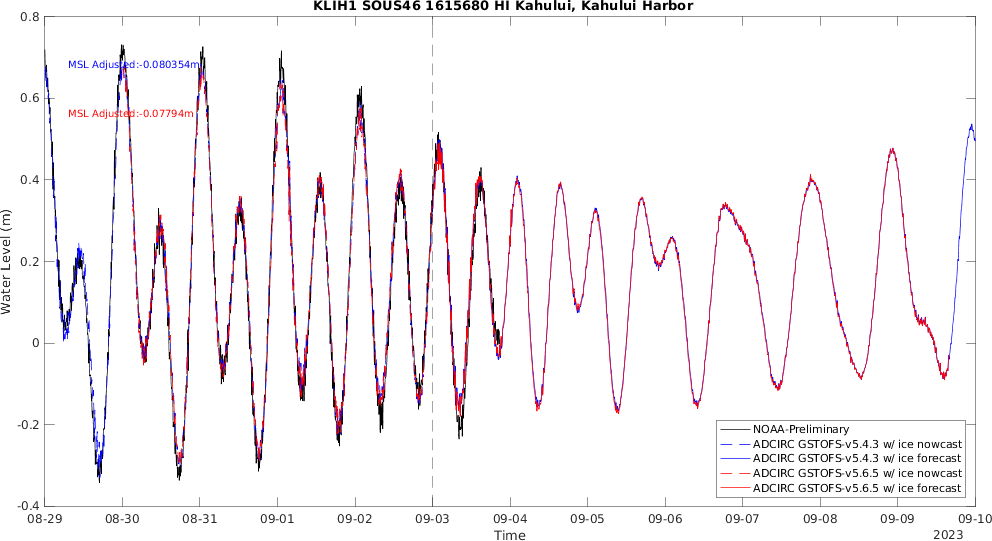 KLIH1 SOUS46 1615680 HI Kahului, Kahului Harbor
MSL Adjusted:-0.080354m
MSL Adjusted:-0.07794m
Water Level (m)
0.8
0.6
0.4
0.2
0
-0.2
-0.4
08-29 08-30 08-31 09-01 09-02 09-03 09-04 09-05 09-06 09-07 09-08 09-09 09-10
Time
2023
NOAA-Preliminary
ADCIRC GSTOFS-v5.4.3 w/ ice nowcast
ADCIRC GSTOFS-v5.4.3 w/ ice forecast
ADCIRC GSTOFS-v5.6.5 w/ ice nowcast
ADCIRC GSTOFS-v5.6.5 w/ ice forecast